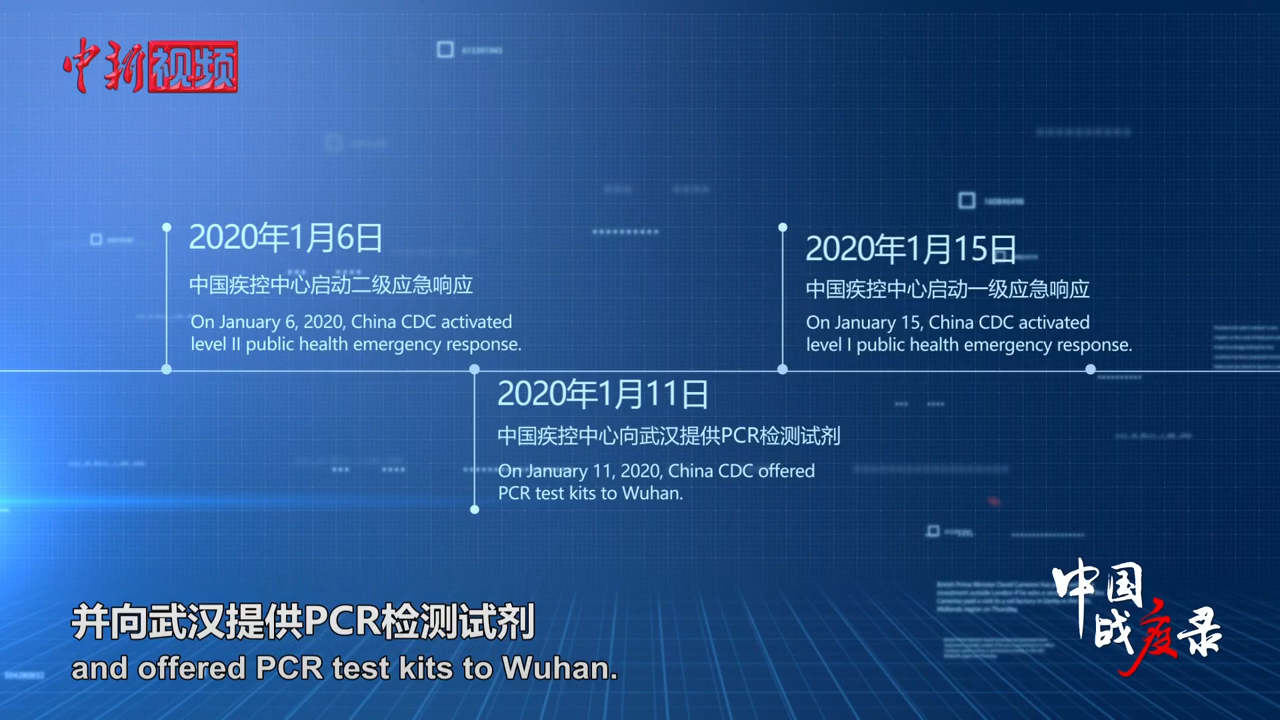 中新视频
2020年1月6日
中国疾控中心启动二级应急响应
On January 6, 2020, China CDC activated
level II public health emergency response.
2020年1月15日
中国疾控中心启动一级应急响应
On January 15, China CDC activated
level I public health emergency response.
2020年1月11日
中国疾控中心向武汉提供PCR检测试剂
On January 11, 2020, China CDC offered
PCR test kits to Wuhan.
中国
战疫录
并向武汉提供PCR检测试剂
and offered PCR test kits to Wuhan.